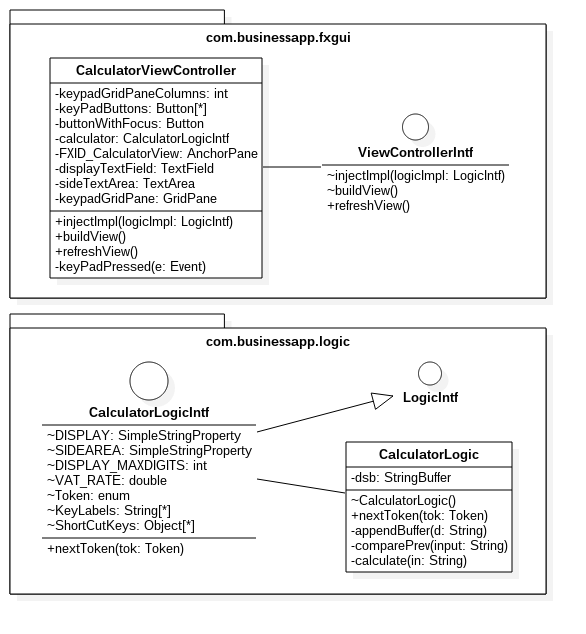 com.businessapp.fxgui
CalculatorViewController
-keypadGridPaneColumns: int
-keyPadButtons: Button[*]
-buttonWithFocus: Button
-calculator: CalculatorLogicIntf
-FXID_CalculatorView: AnchorPane
-displayTextField: TextField
-sideTextArea: TextArea
-keypadGridPane: GridPane
+injectImpl(logicImpl: LogicIntf)
+buildView()
+refreshView()
-keyPadPressed(e: Event)
ViewControllerIntf
~injectImpl(logicImpl: LogicIntf)
~buildView()
+refreshView()
com.businessapp.logic
CalculatorLogicIntf
~DISPLAY: SimpleStringProperty
~SIDEAREA: SimpleStringProperty
~DISPLAY_MAXDIGITS: int
~VAT_RATE: double
~Token: enum
~KeyLabels: String[*]
~ShortCutKeys: Object[*]
+nextToken(tok: Token)
LogicIntf
CalculatorLogic
-dsb: StringBuffer
~CalculatorLogic()
+nextToken(tok: Token)
-appendBuffer(d: String)
-comparePrev(input: String)
-calculate(in: String)